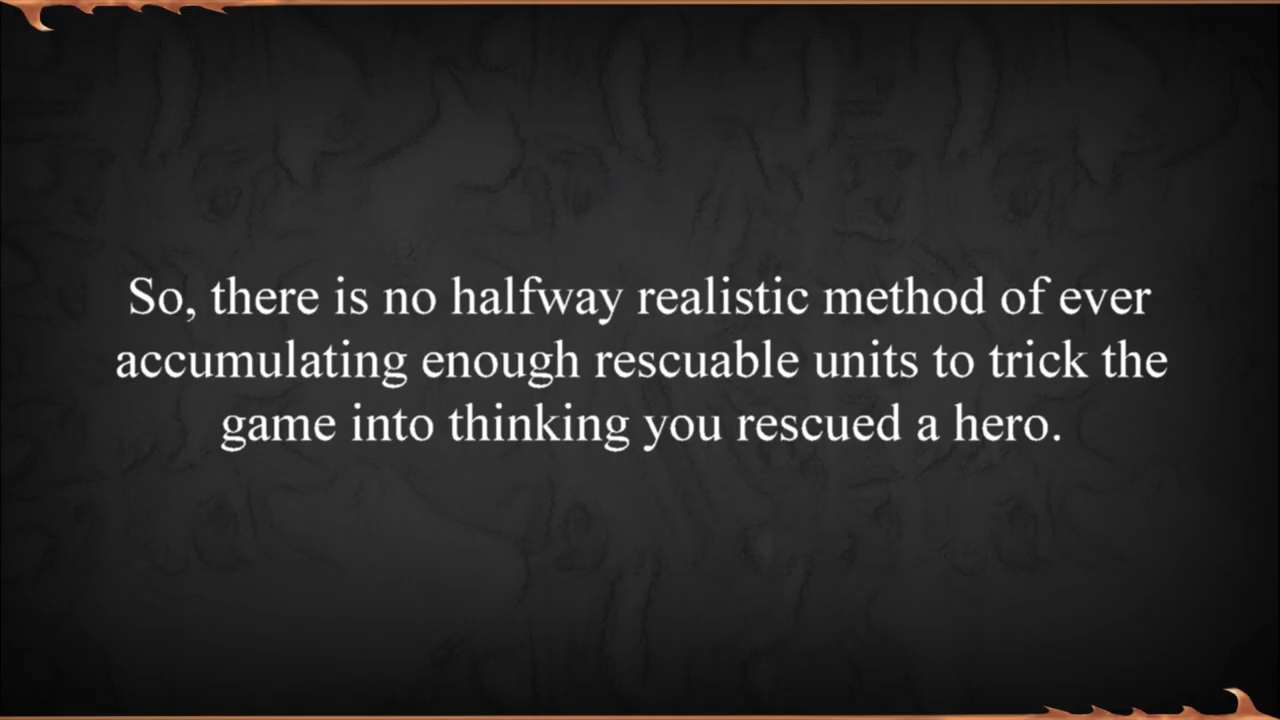 So, there is no halfway realistic method of ever
accumulating enough rescuable units to trick the
game into thinking you rescued a hero.